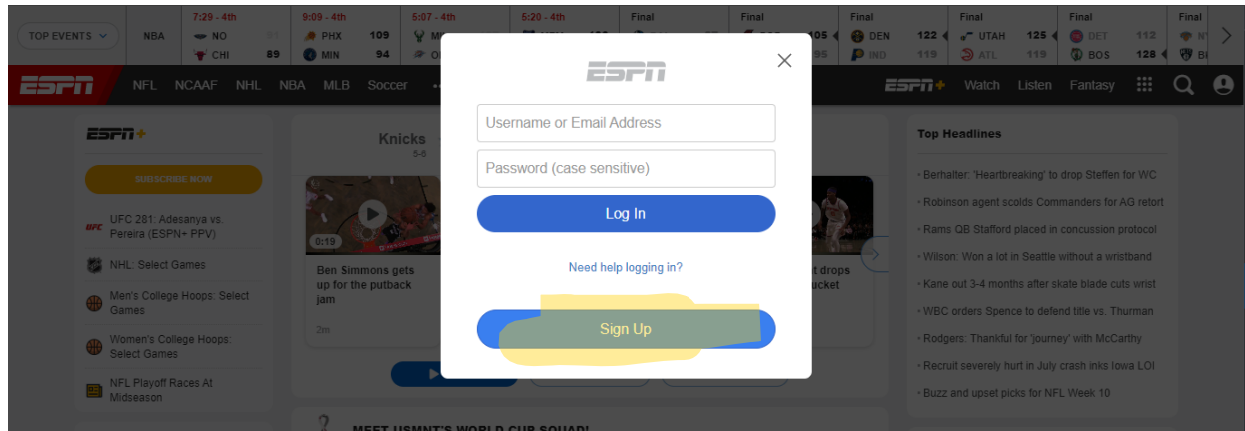 7:29 - 4th
9:09 - 4th
5:07 - 4th
5:20 - 4th
Final
Final
Final
Final
Final
Final
TOP EVENTS
NBA
NO
PHX 109
DEN 122
UTAH 125
DET 112
CHI 89
MIN 94
95
IND 119
ATL 119
BOS 128
ESPN
NFL NCAAF NHL NBA MLB Soccer
ESPN+ Watch Listen Fantasy
ESPN+
SUBSCRIBE NOW
UFC
UFC 281: Adesanya vs.
Pereira (ESPN+ PPV)
NHL: Select Games
Men's College Hoops: Select
Games
Women's College Hoops:
Select Games
NFL Playoff Races At
Midseason
Knicks
5-6
0:19
Ben Simmons gets
up for the putback
jam
2m
ESPN
Username or Email Address
Password (case sensitive)
Log In
Need help logging in?
Sign Up
t drops
ucket
MEET USMNT'S WORLD CUP SQUAD!
Top Headlines
Berhalter: 'Heartbreaking' to drop Steffen for WC
Robinson agent scolds Commanders for AG retort
Rams QB Stafford placed in concussion protocol
Wilson: Won a lot in Seattle without a wristband
Kane out 3-4 months after skate blade cuts wrist
WBC orders Spence to defend title vs. Thurman
Rodgers: Thankful for 'journey' with McCarthy
Recruit severely hurt in July crash inks Iowa LOI
Buzz and upset picks for NFL Week 10